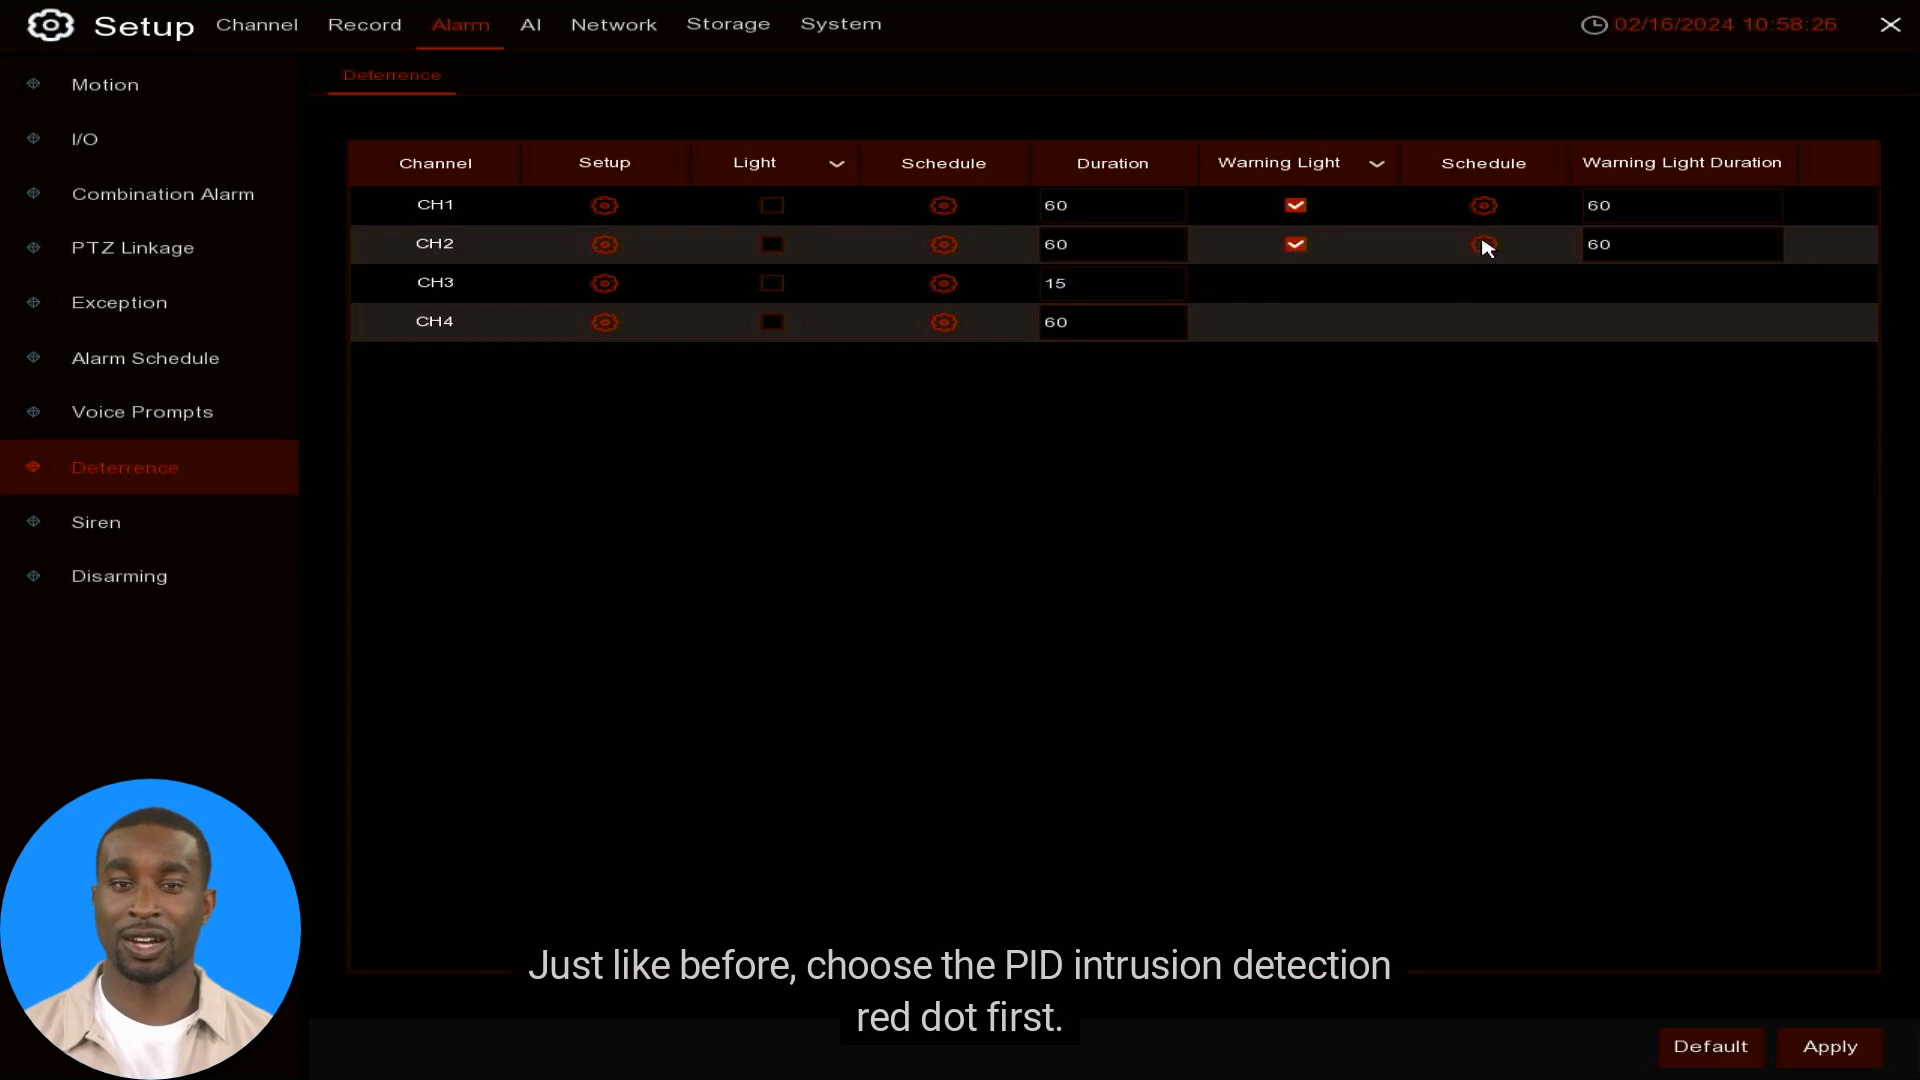 Setup Channel Record Alarm AI Network Storage System 02/16/2024 10:58:26
Deterrence
Motion
I/O
Combination Alarm
PTZ Linkage
Exception
Alarm Schedule
Voice Prompts
Deterrence
Siren
Disarming
Channel Setup Light Schedule Duration Warning Light Schedule Warning Light Duration
CH1 60 60
CH2 60 60
CH3 15
CH4 60
Just like before, choose the PID intrusion detection
red dot first.
Default Apply